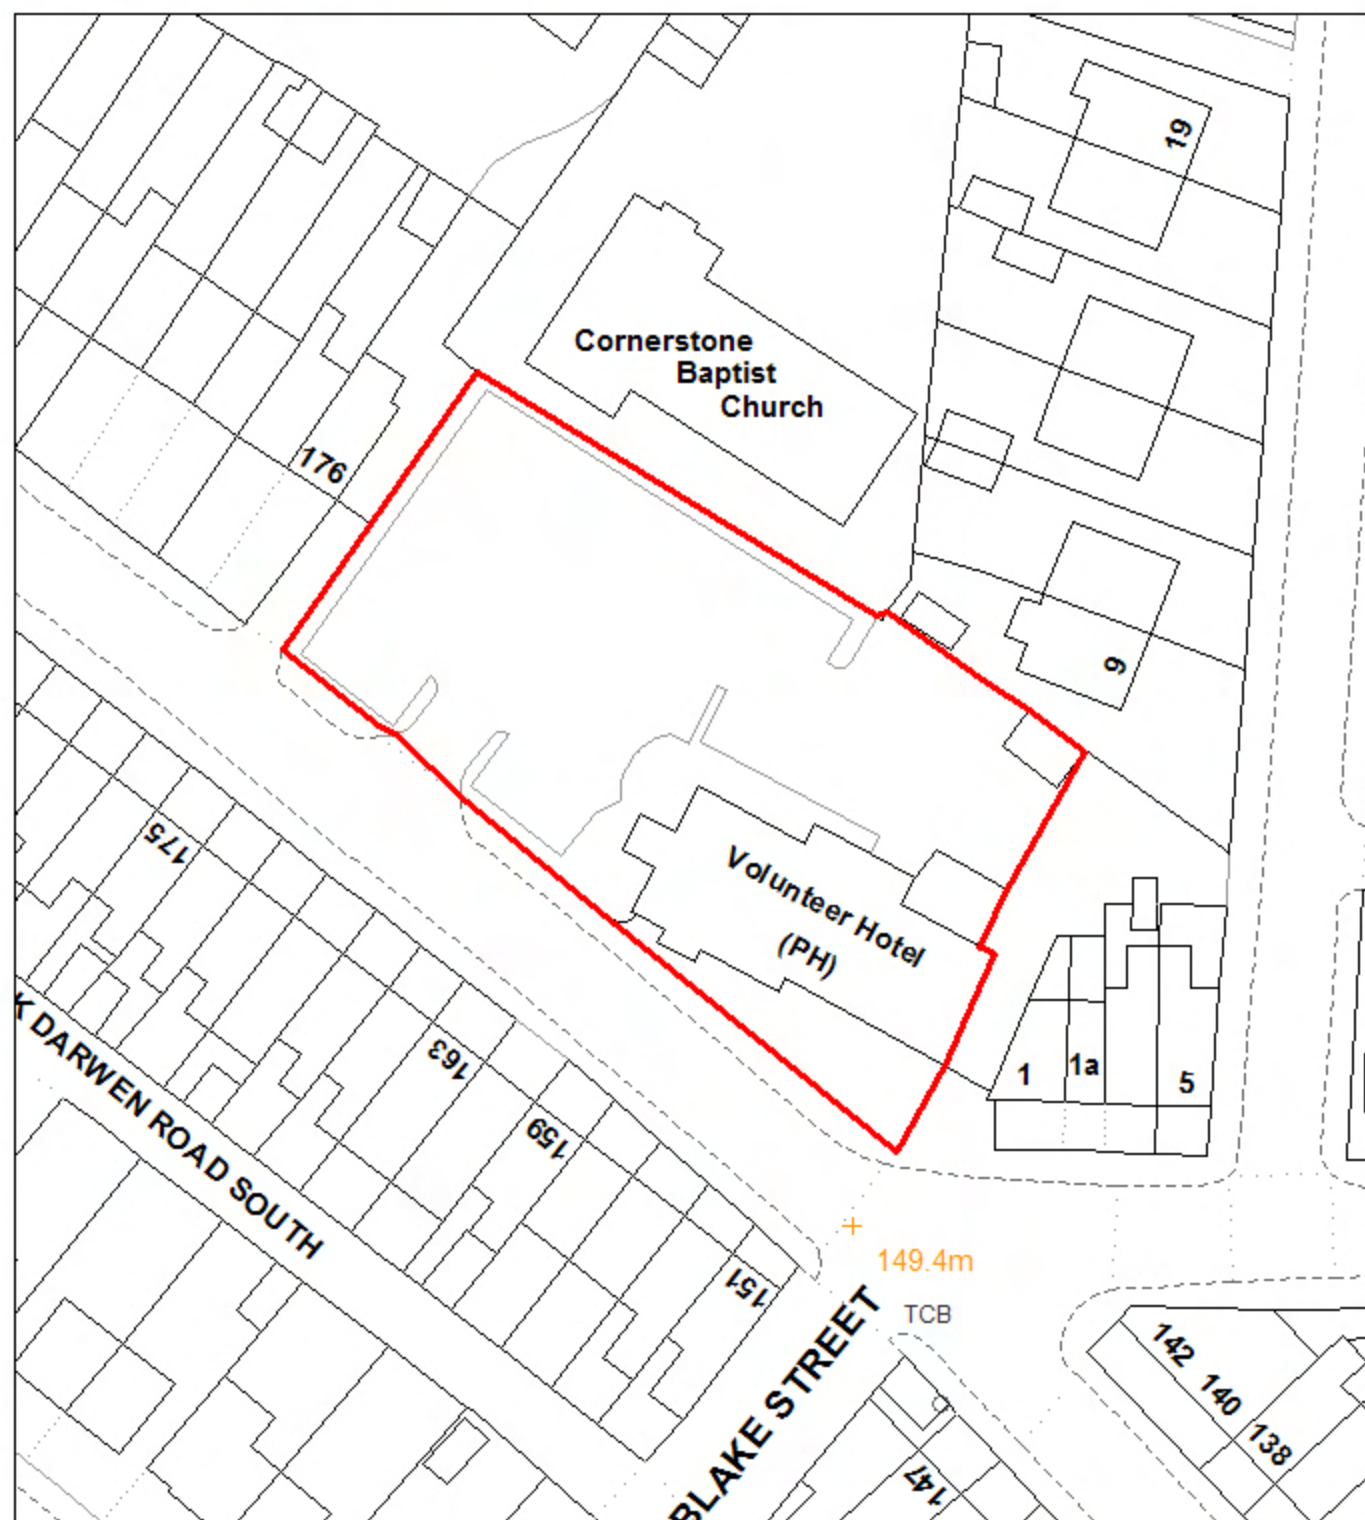 19
Cornerstone
Baptist
Church
176
9
175
Volunteer Hotel
(PH)
K DARWEN ROAD SOUTH
163
1
1a
5
159
151
149.4m
TCB
BLAKE STREET
142
140
138
147